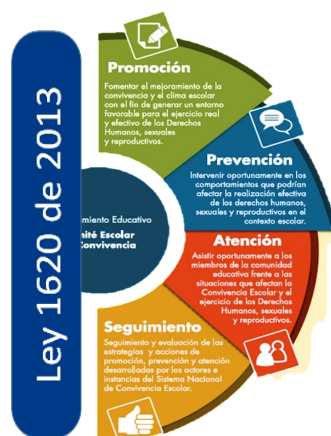 Ley 1620 de 2013
Promoción
Fomentar el mejoramiento de la
convivencia y el clima escolar
con el fin de generar un entorno
favorable para el ejercicio real
y efectivo de los Derechos
Humanos, sexuales
y reproductivos.
Prevención
Intervenir oportunamente en los
comportamientos que podrían
afectar la realización efectiva
de los derechos humanos,
sexuales y reproductivos en el
contexto escolar.
miento Educativo
mité Escolar
Convivencia
Atención
Asistir oportunamente a los
miembros de la comunidad
educativa frente a las
situaciones que afectan la
Convivencia Escolar y el
ejercicio de los Derechos
Humanos, sexuales
y reproductivos.
Seguimiento
Seguimiento y evaluación de las
estrategias y acciones de
promoción, prevención y atención
desarrolladas por los actores e
instancias del Sistema Nacional
de Convivencia Escolar.